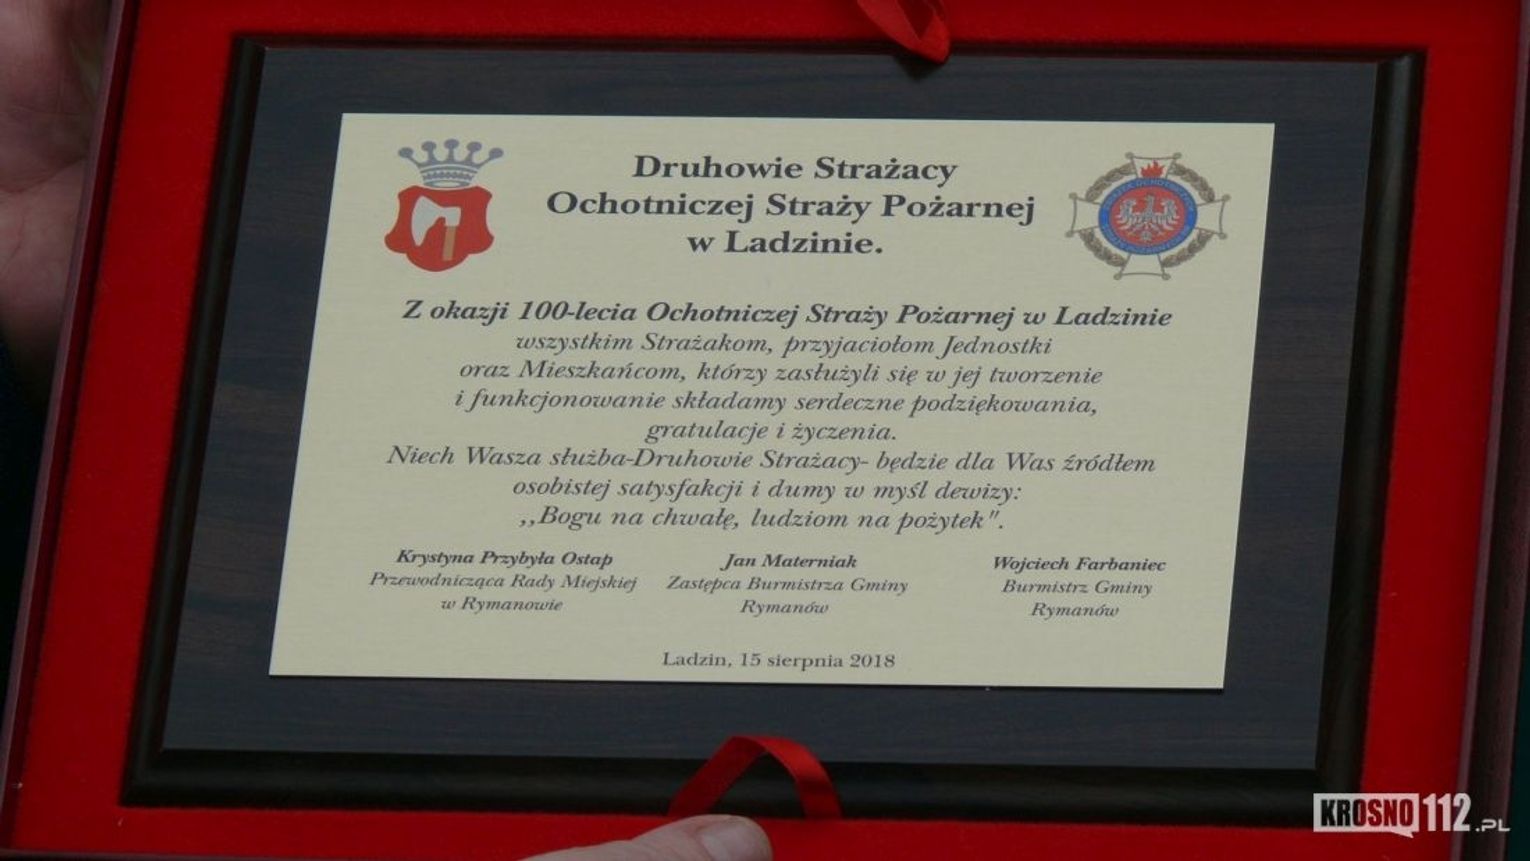 Druhowie Strażacy
Ochotniczej Straży Pożarnej
w Ladzinie.
Z okazji 100-lecia Ochotniczej Straży Pożarnej w Ladzinie
wszystkim Strażakom, przyjaciołom Jednostki
oraz Mieszkańcom, którzy zasłużyli się w jej tworzenie
i funkcjonowanie składamy serdeczne podziękowania,
gratulacje i życzenia.
Niech Wasza służba-Druhowie Strażacy- będzie dla Was źródłem
osobistej satysfakcji i dumy w myśl dewizy:
,,Bogu na chwałę, ludziom na pożytek".
Krystyna Przybyła Ostap
Przewodnicząca Rady Miejskiej
w Rymanowie
Jan Materniak
Zastępca Burmistrza Gminy
Rymanów
Wojciech Farbaniec
Burmistrz Gminy
Rymanów
Ladzin, 15 sierpnia 2018
KROSNO112.PL